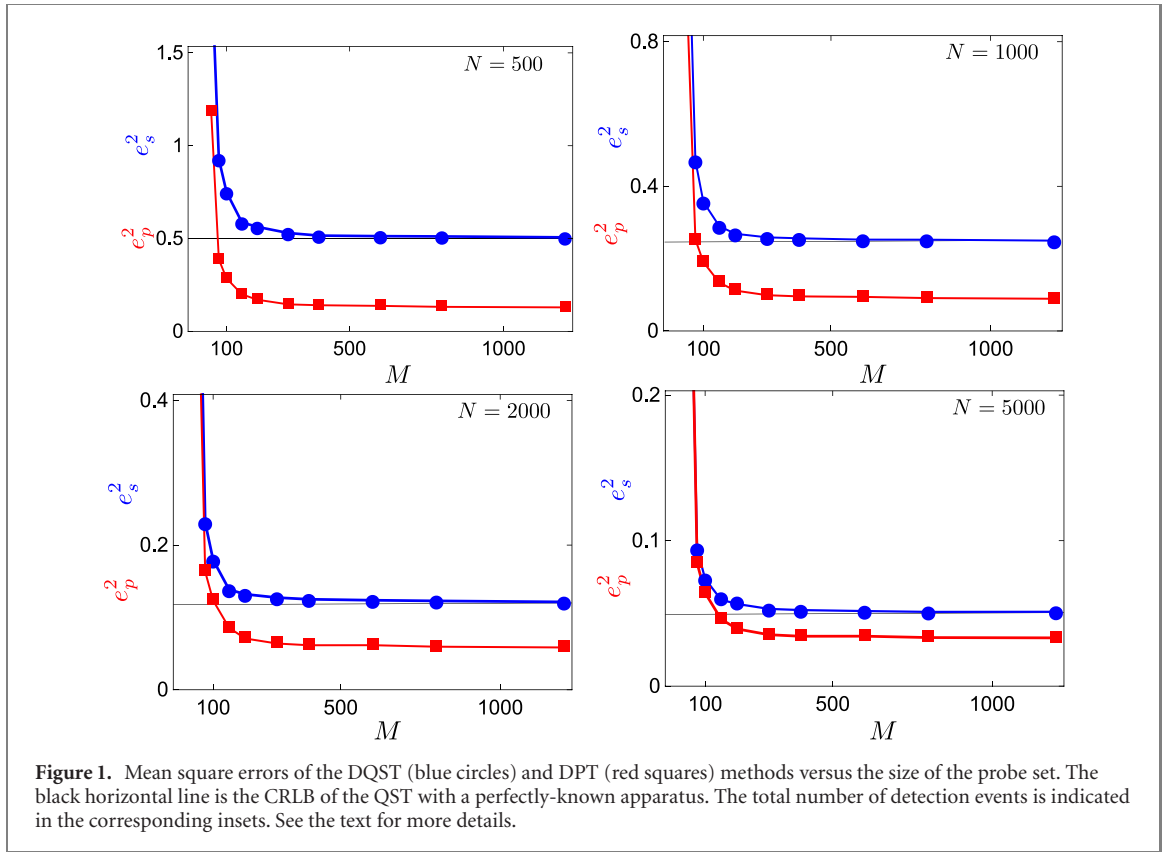 1.5
N = 500
1
e_s^2
0.5
e_p^2
0
100
500
1000
M
0.8
N = 1000
e_s^2
0.4
e_p^2
0
100
500
1000
M
0.4
N = 2000
e_s^2
0.2
e_p^2
0
100
500
1000
M
0.2
N = 5000
e_s^2
0.1
e_p^2
0
100
500
1000
M
Figure 1. Mean square errors of the DQST (blue circles) and DPT (red squares) methods versus the size of the probe set. The
black horizontal line is the CRLB of the QST with a perfectly-known apparatus. The total number of detection events is indicated
in the corresponding insets. See the text for more details.